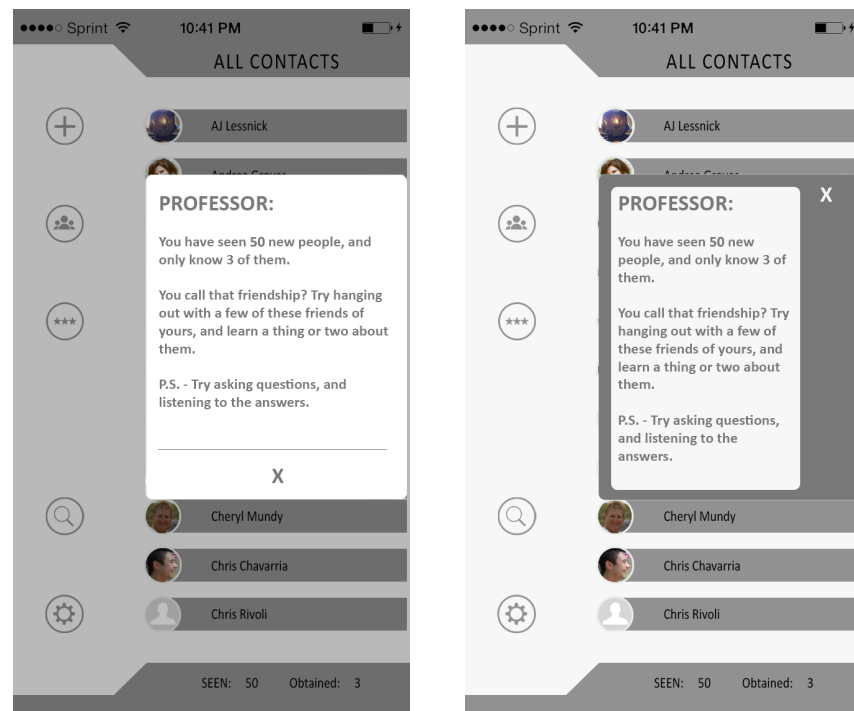 Sprint 10:41 PM
ALL CONTACTS
AJ Lessnick
PROFESSOR:
You have seen 50 new people, and
only know 3 of them.
You call that friendship? Try hanging
out with a few of these friends of
yours, and learn a thing or two about
them.
P.S. - Try asking questions, and
listening to the answers.
X
Cheryl Mundy
Chris Chavarria
Chris Rivoli
SEEN: 50 Obtained: 3
Sprint 10:41 PM
ALL CONTACTS
AJ Lessnick
X
PROFESSOR:
You have seen 50 new
people, and only know 3 of
them.
You call that friendship? Try
hanging out with a few of
these friends of yours, and
learn a thing or two about
them.
P.S. - Try asking questions,
and listening to the
answers.
Cheryl Mundy
Chris Chavarria
Chris Rivoli
SEEN: 50 Obtained: 3